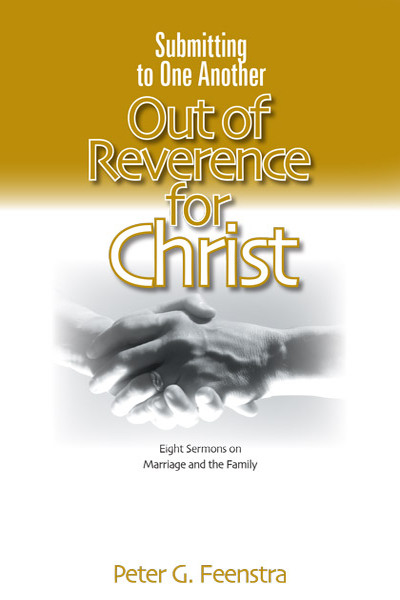 Submitting
to One Another
Out of
Reverence
for
Christ
Eight Sermons on
Marriage and the Family
Peter G. Feenstra